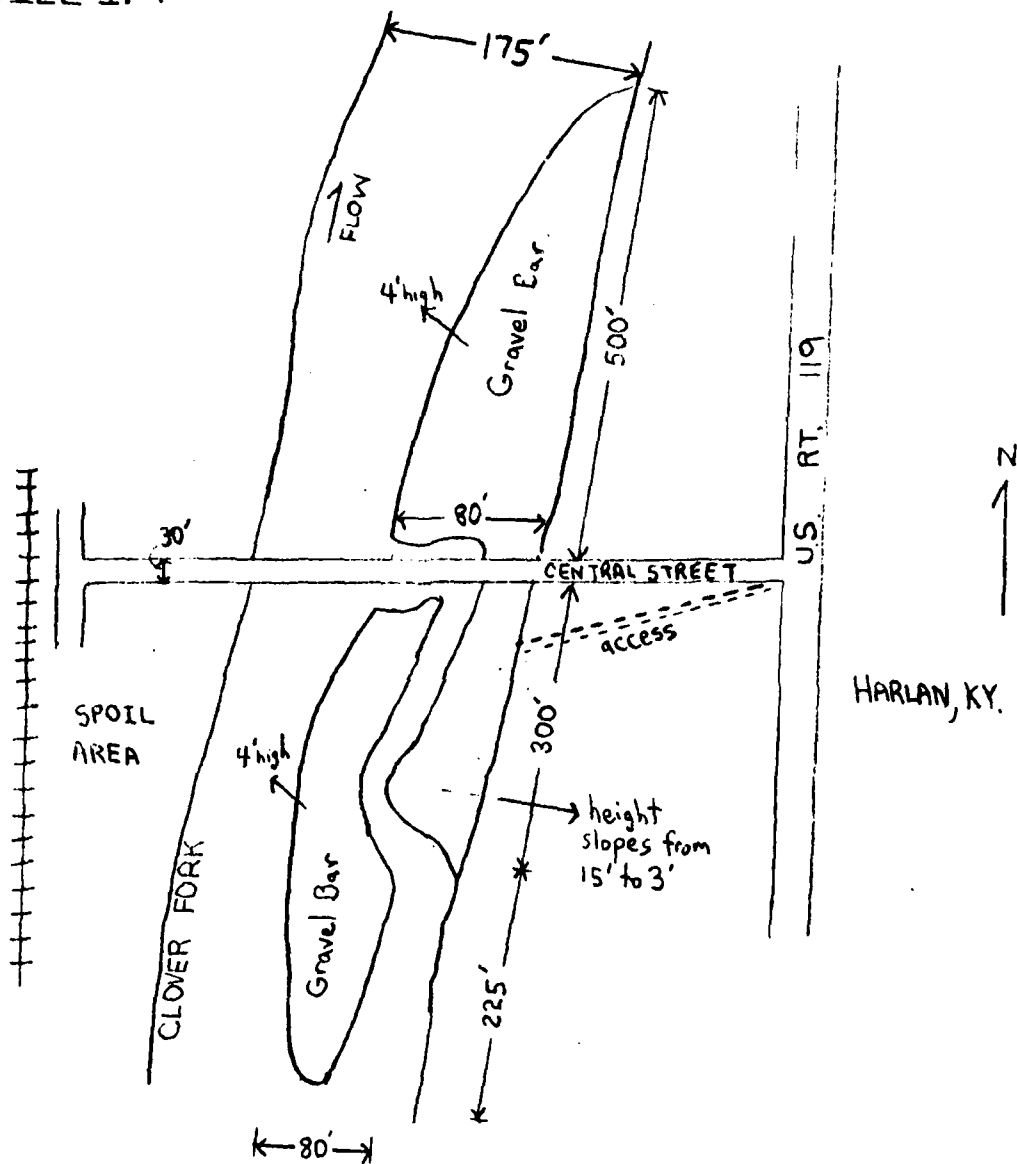 175'
FLOW
4' high
Gravel Bar
500'
US. RT. 119
N
80'
30'
CENTRAL STREET
access
HARLAN, KY.
SPOIL
AREA
300'
4' high
height
slopes from
15' to 3'
Gravel Bar
CLOVER FORK
225'
80'